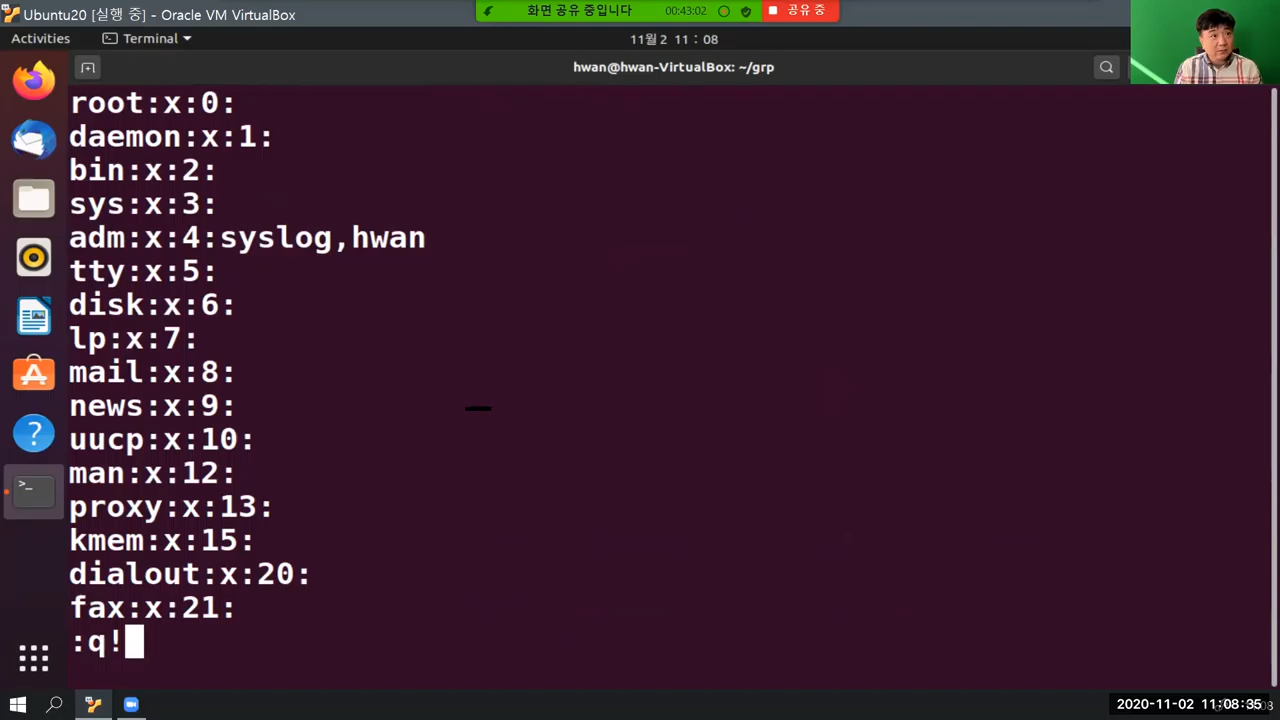 Ubuntu20 [실행 중] - Oracle VM VirtualBox
화면 공유 중입니다
00:43:02
공유 중
Activities
Terminal
11월 2 11 : 08
hwan@hwan-VirtualBox: ~/grp
root:x:0:
daemon:x:1:
bin:x:2:
sys:x:3:
adm:x:4:syslog,hwan
tty:x:5:
disk:x:6:
lp:x:7:
mail:x:8:
news:x:9:
uucp:x:10:
man:x:12:
proxy:x:13:
kmem:x:15:
dialout:x:20:
fax:x:21:
:q!
2020-11-02 11:08:35